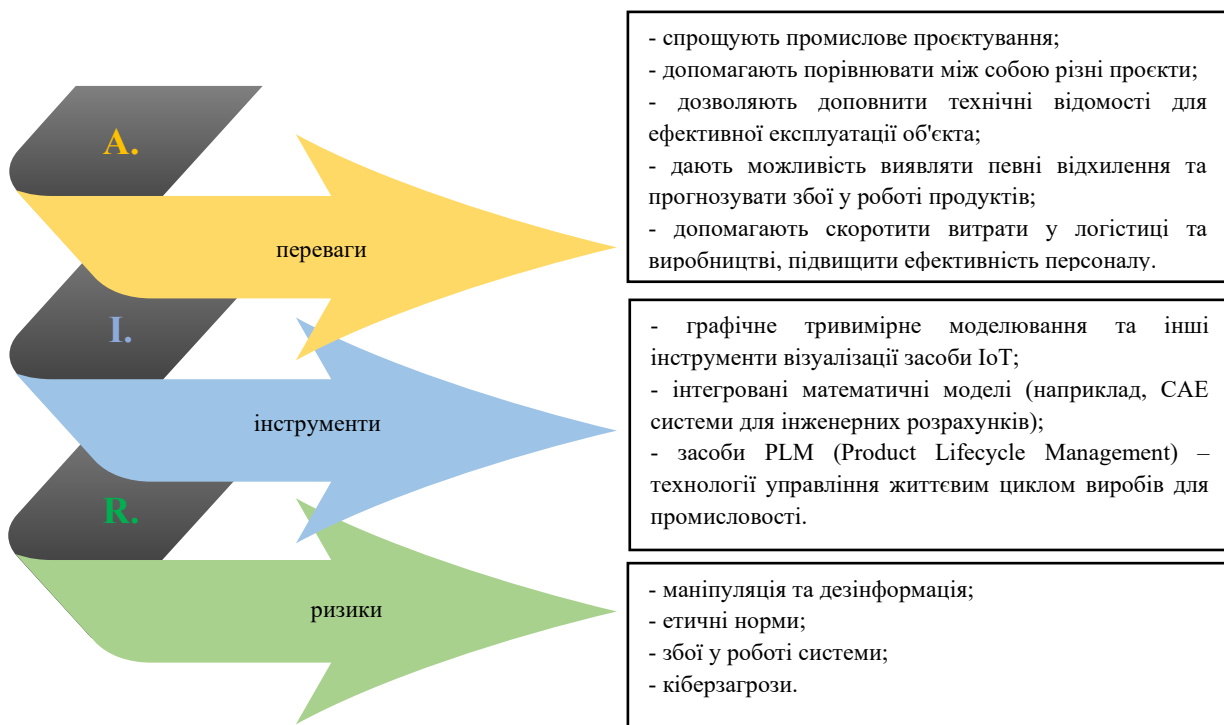 A.
переваги
- спрощують промислове проєктування;
- допомагають порівнювати між собою різні проєкти;
- дозволяють доповнити технічні відомості для
ефективної експлуатації об'єкта;
- дають можливість виявляти певні відхилення та
прогнозувати збої у роботі продуктів;
- допомагають скоротити витрати у логістиці та
виробництві, підвищити ефективність персоналу.
I.
інструменти
- графічне тривимірне моделювання та інші
інструменти візуалізації засоби IoT;
- інтегровані математичні моделі (наприклад, CAE
системи для інженерних розрахунків);
- засоби PLM (Product Lifecycle Management) –
технології управління життєвим циклом виробів для
промисловості.
R.
ризики
- маніпуляція та дезінформація;
- етичні норми;
- збої у роботі системи;
- кіберзагрози.